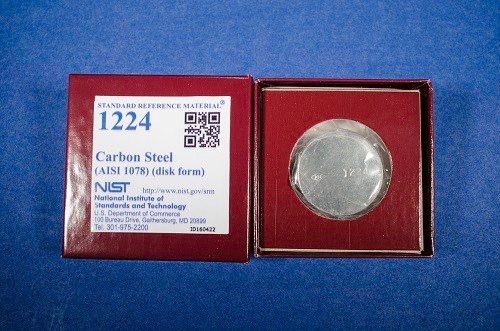 STANDARD REFERENCE MATERIAL®
1224
Carbon Steel
(AISI 1078) (disk form)
NIST http://www.nist.gov/srm
National Institute of
Standards and Technology
U.S. Department of Commerce
100 Bureau Drive, Gaithersburg, MD 20899
Tel. 301-975-2200 ID160422
1224